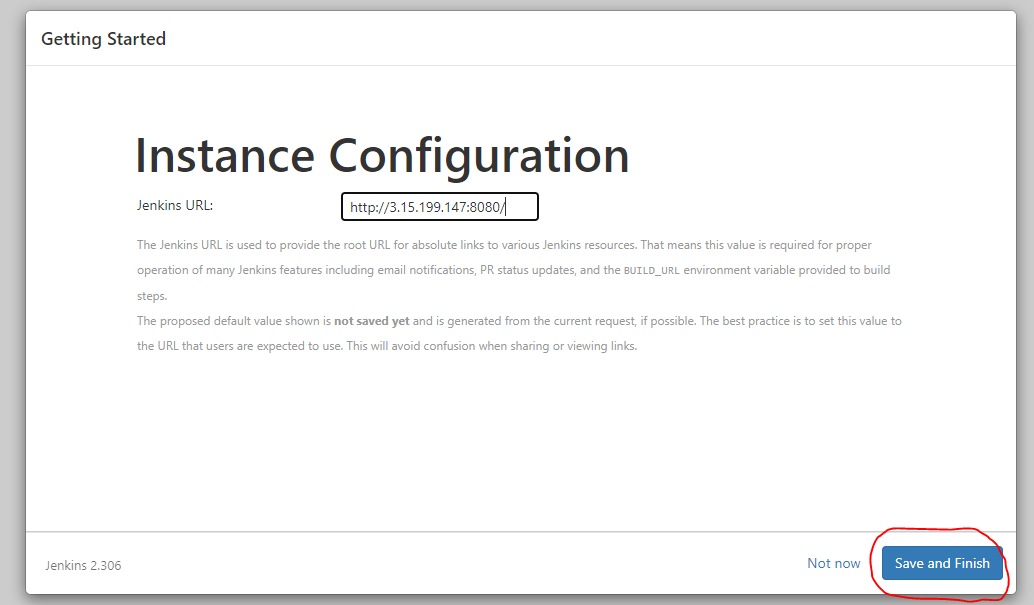 Getting Started
Instance Configuration
Jenkins URL: http://3.15.199.147:8080/
The Jenkins URL is used to provide the root URL for absolute links to various Jenkins resources. That means this value is required for proper
operation of many Jenkins features including email notifications, PR status updates, and the BUILD_URL environment variable provided to build
steps.
The proposed default value shown is not saved yet and is generated from the current request, if possible. The best practice is to set this value to
the URL that users are expected to use. This will avoid confusion when sharing or viewing links.
Jenkins 2.306 Not now Save and Finish